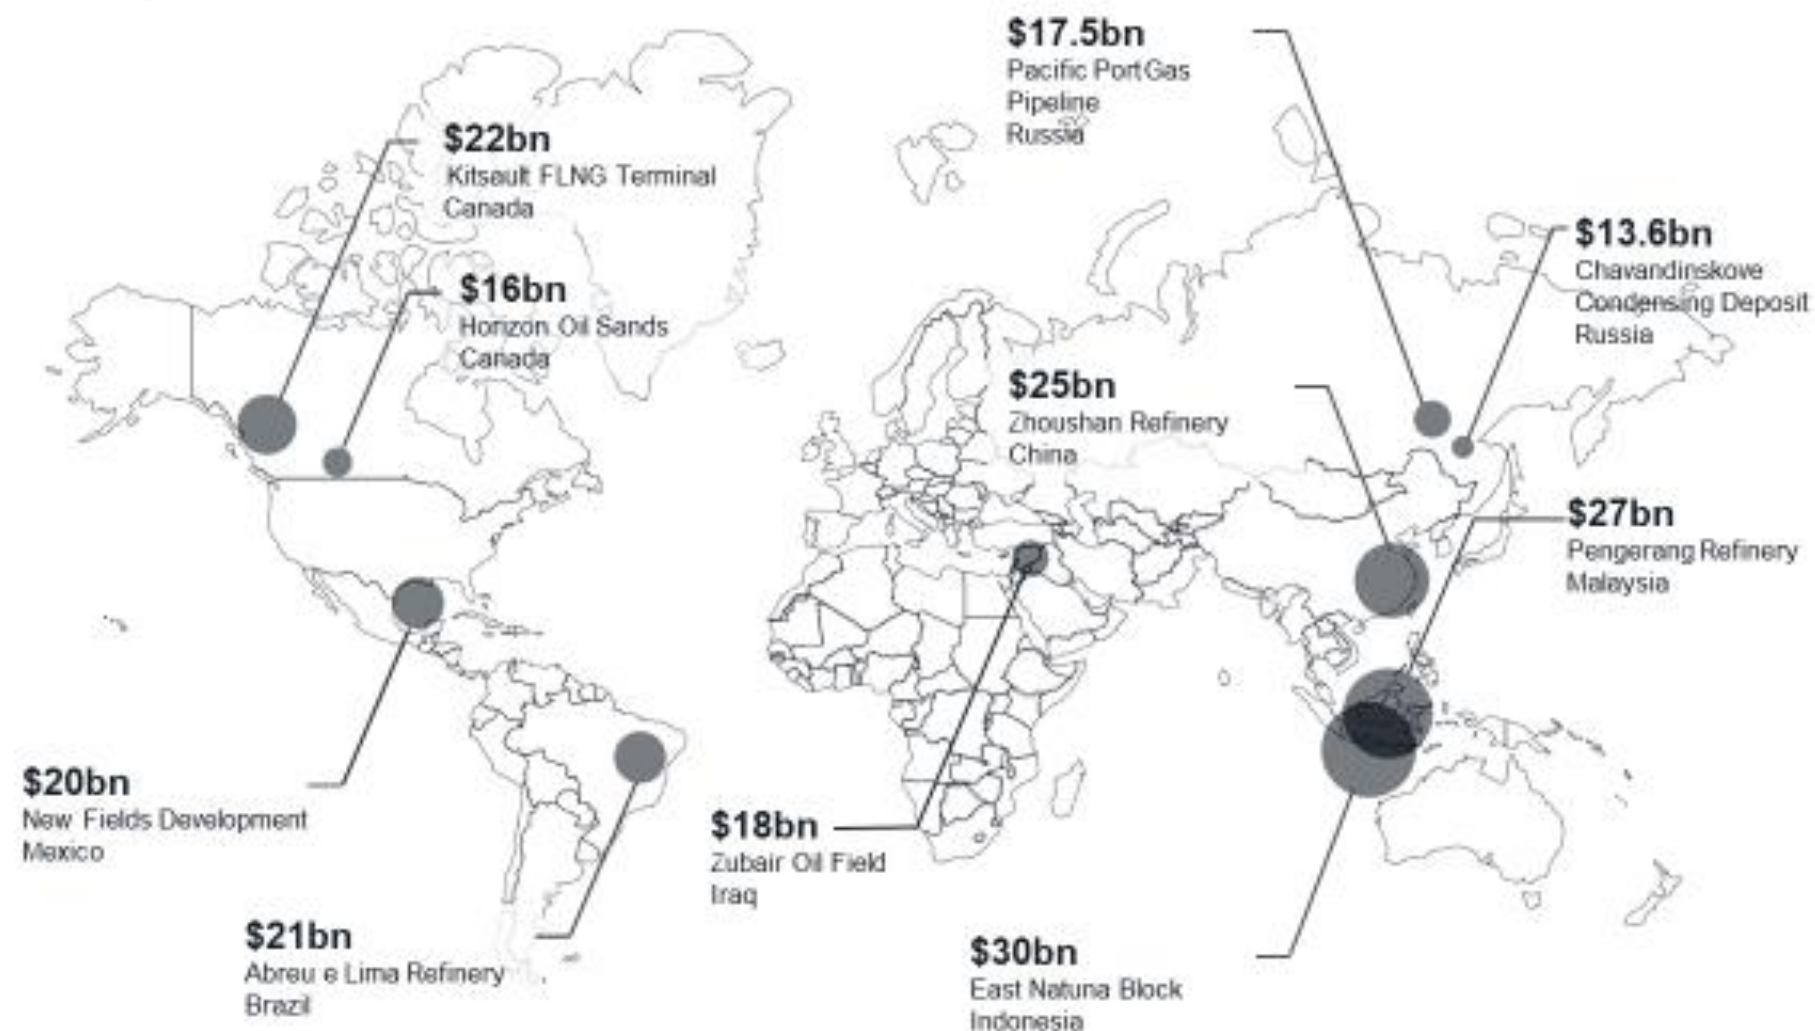 $17.5bn
Pacific Port Gas
Pipeline
Russia
$22bn
Kitsault FLNG Terminal
Canada
$13.6bn
Chavandinskove
Condensing Deposit
Russia
$16bn
Horizon Oil Sands
Canada
$25bn
Zhoushan Refinery
China
$27bn
Pengerang Refinery
Malaysia
$20bn
New Fields Development
Mexico
$18bn
Zubair Oil Field
Iraq
$21bn
Abreu e Lima Refinery
Brazil
$30bn
East Natuna Block
Indonesia